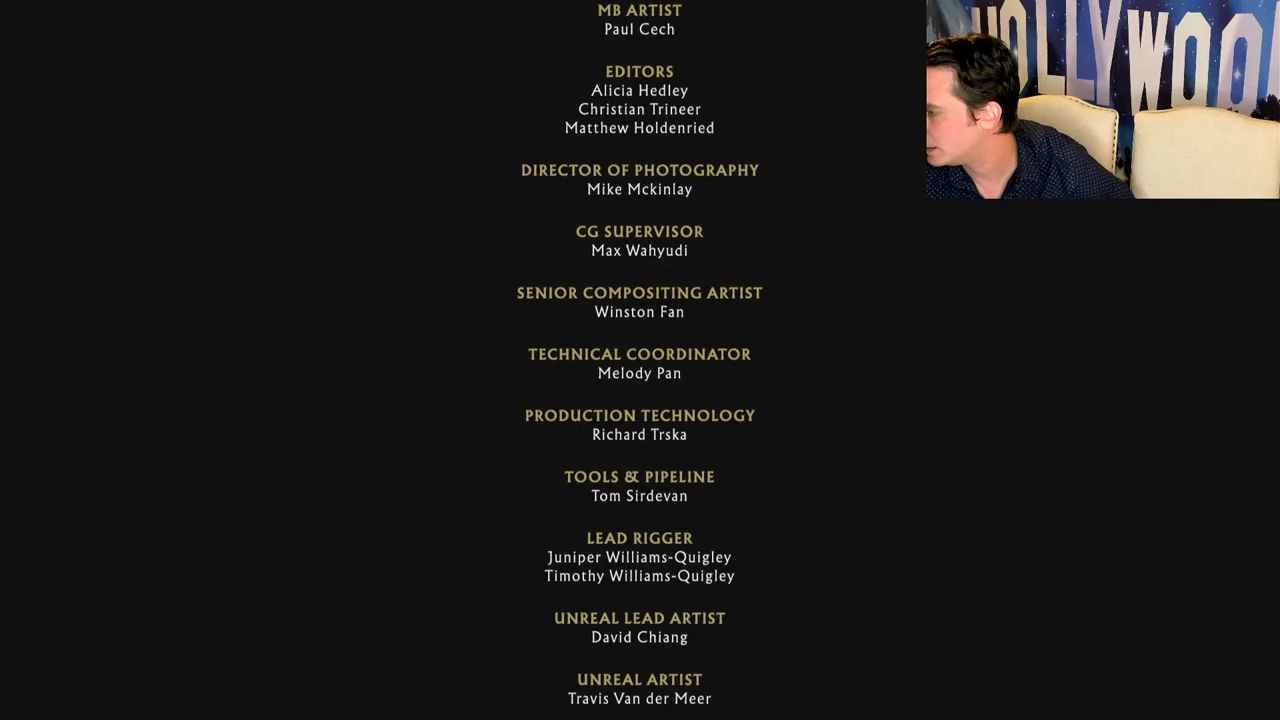 MB ARTIST
Paul Cech
EDITORS
Alicia Hedley
Christian Trineer
Matthew Holdenried
DIRECTOR OF PHOTOGRAPHY
Mike Mckinlay
CG SUPERVISOR
Max Wahyudi
SENIOR COMPOSITING ARTIST
Winston Fan
TECHNICAL COORDINATOR
Melody Pan
PRODUCTION TECHNOLOGY
Richard Trska
TOOLS & PIPELINE
Tom Sirdevan
LEAD RIGGER
Juniper Williams-Quigley
Timothy Williams-Quigley
UNREAL LEAD ARTIST
David Chiang
UNREAL ARTIST
Travis Van der Meer
HOLLYWOO